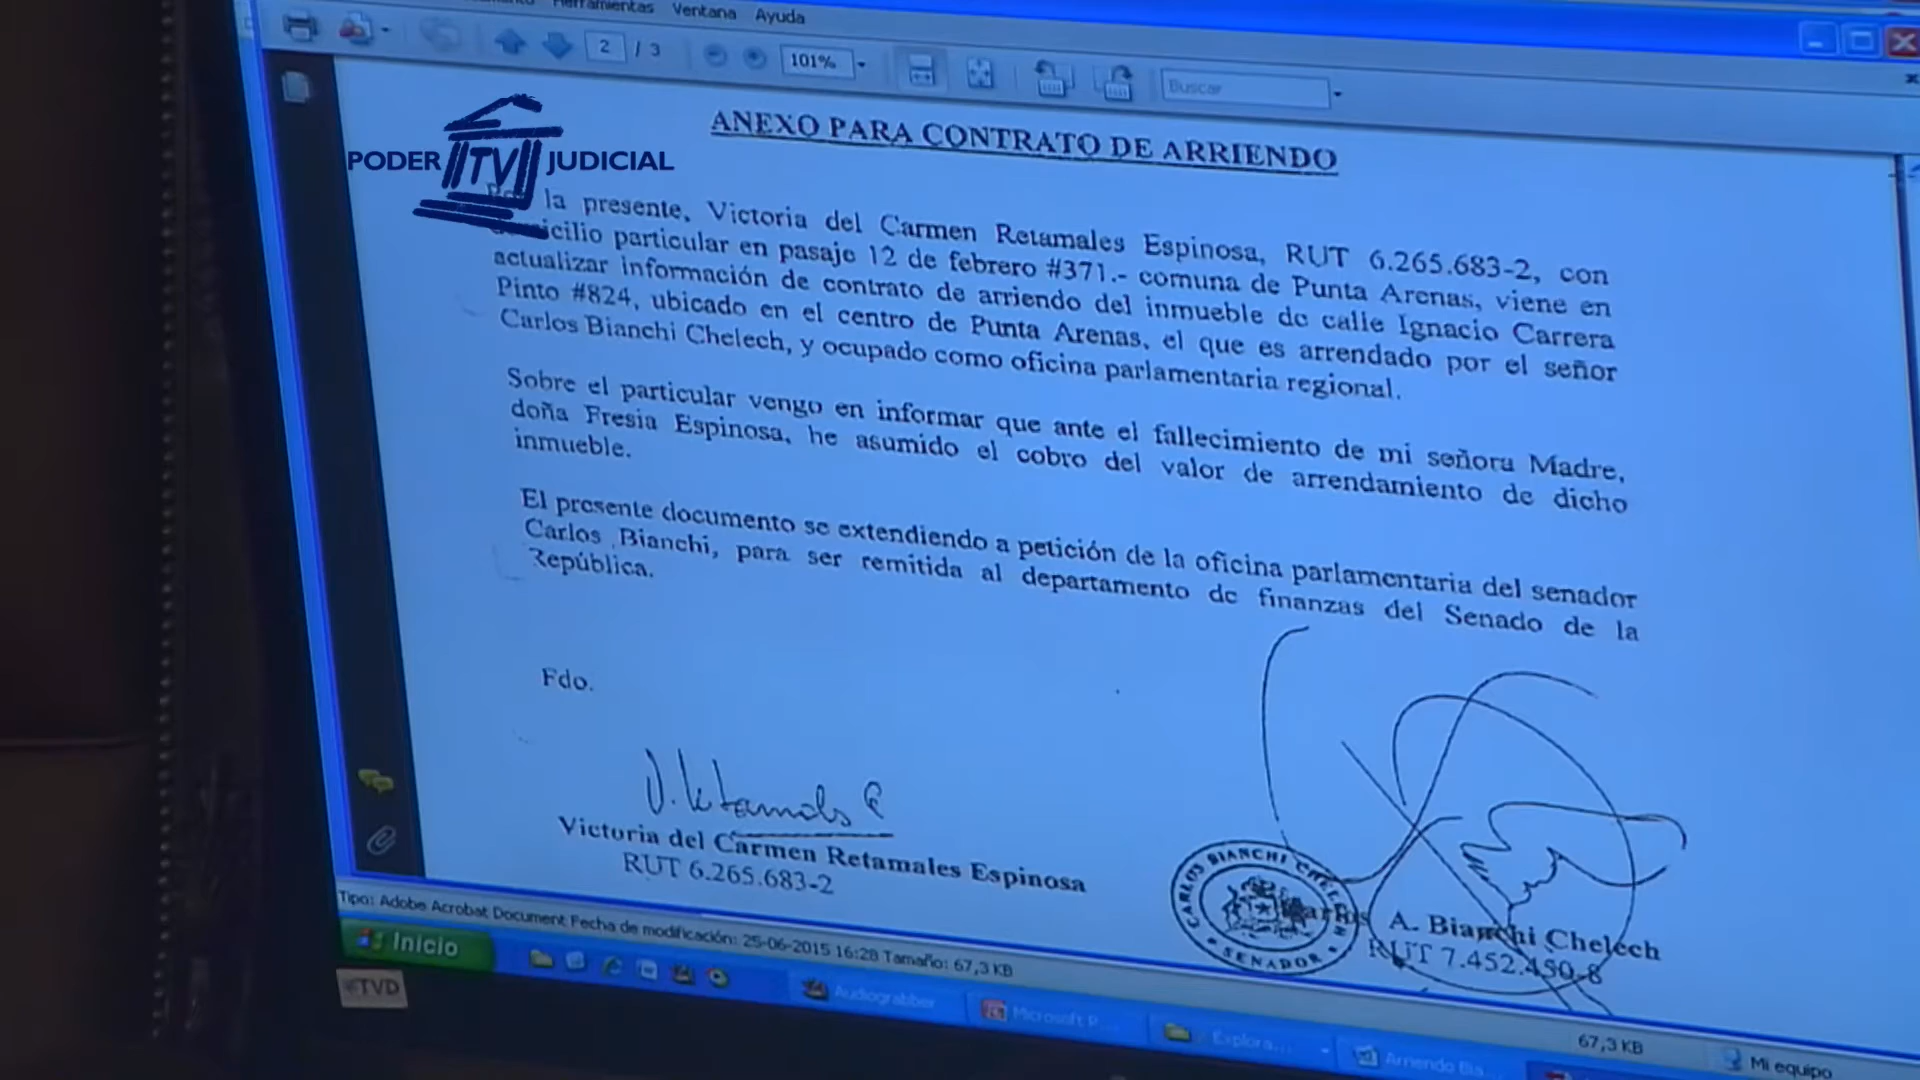 Herramientas Ventana Ayuda
2 / 3 101% Buscar
PODER TV JUDICIAL
ANEXO PARA CONTRATO DE ARRIENDO
la presente, Victoria del Carmen Retamales Espinosa, RUT 6.265.683-2, con
domicilio particular en pasaje 12 de febrero #371.- comuna de Punta Arenas, viene en
actualizar información de contrato de arriendo del inmueble de calle Ignacio Carrera
Pinto #824, ubicado en el centro de Punta Arenas, el que es arrendado por el señor
Carlos Bianchi Chelech, y ocupado como oficina parlamentaria regional.
Sobre el particular vengo en informar que ante el fallecimiento de mi señora Madre,
doña Fresia Espinosa, he asumido el cobro del valor de arrendamiento de dicho
inmueble.
El presente documento se extendiendo a petición de la oficina parlamentaria del senador
Carlos Bianchi, para ser remitida al departamento de finanzas del Senado de la
República.
Fdo.
V. Retamales E
Victoria del Carmen Retamales Espinosa
RUT 6.265.683-2
CARLOS BIANCHI CHELECH
SENADOR
Carlos A. Bianchi Chelech
RUT 7.452.450-8
Tipo: Adobe Acrobat Document Fecha de modificación: 25-06-2015 16:28 Tamaño: 67,3 KB
67,3 KB
Mi equipo
Inicio
Audiograbber
Microsoft P...
Explora...
Arriendo Bia...
TVD